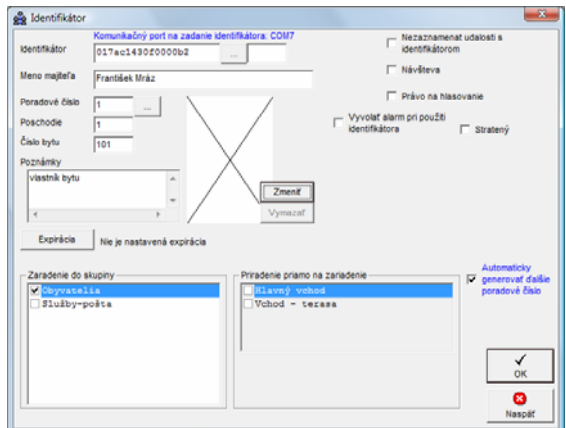 Identifikátor
Komunikačný port na zadanie identifikátora: COM7
Identifikátor
017ac1430f0000b2
...
Nezaznamenat udalosti s
identifikátorom
Meno majiteľa
František Mráz
Návšteva
Právo na hlasovanie
Poradové číslo
1
...
Poschodie
1
Vyvolať alarm pri použití
identifikátora
Stratený
Číslo bytu
101
Poznámky
vlastník bytu
Zmeniť
Vymazať
Expirácia
Nie je nastavená expirácia
Zaradenie do skupiny
Obyvatelia
Služby-pošta
Priradenie priamo na zariadenie
Hlavný vchod
Vchod - terasa
Automaticky
generovať ďalšie
poradové číslo
OK
Naspäť